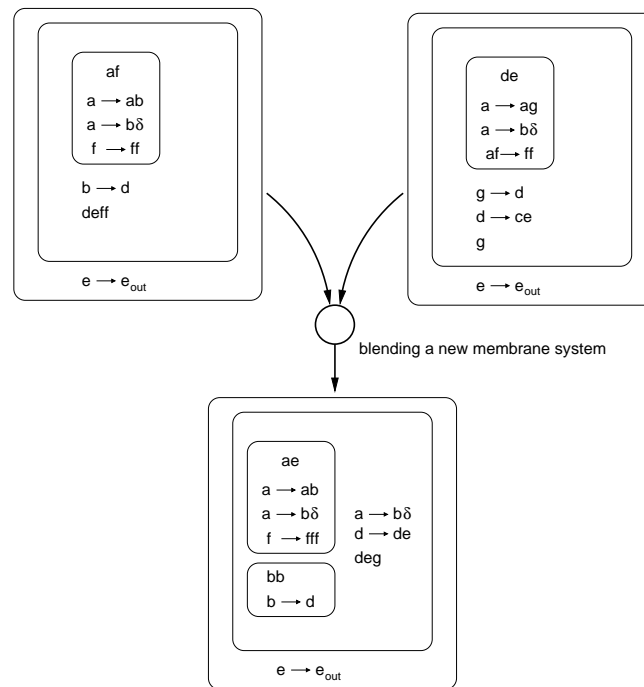 af
a → ab
a → bδ
f → ff
b → d
deff
e → e_out
de
a → ag
a → bδ
af → ff
g → d
d → ce
g
e → e_out
blending a new membrane system
ae
a → ab
a → bδ
f → fff
a → bδ
d → de
deg
bb
b → d
e → e_out